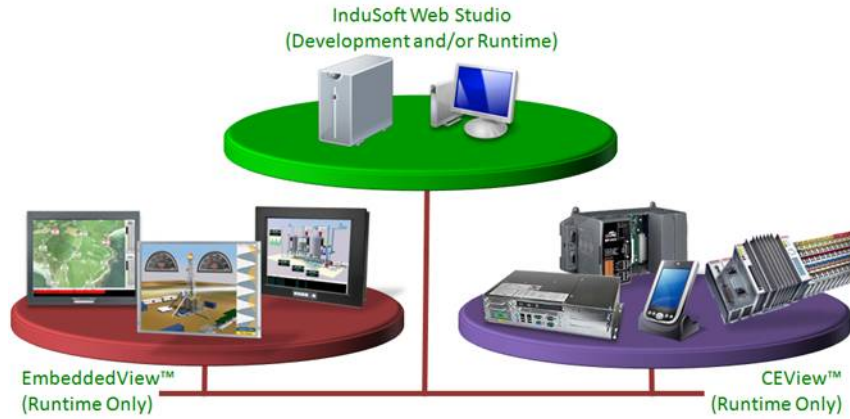 InduSoft Web Studio
(Development and/or Runtime)
EmbeddedView™
(Runtime Only)
CEView™
(Runtime Only)